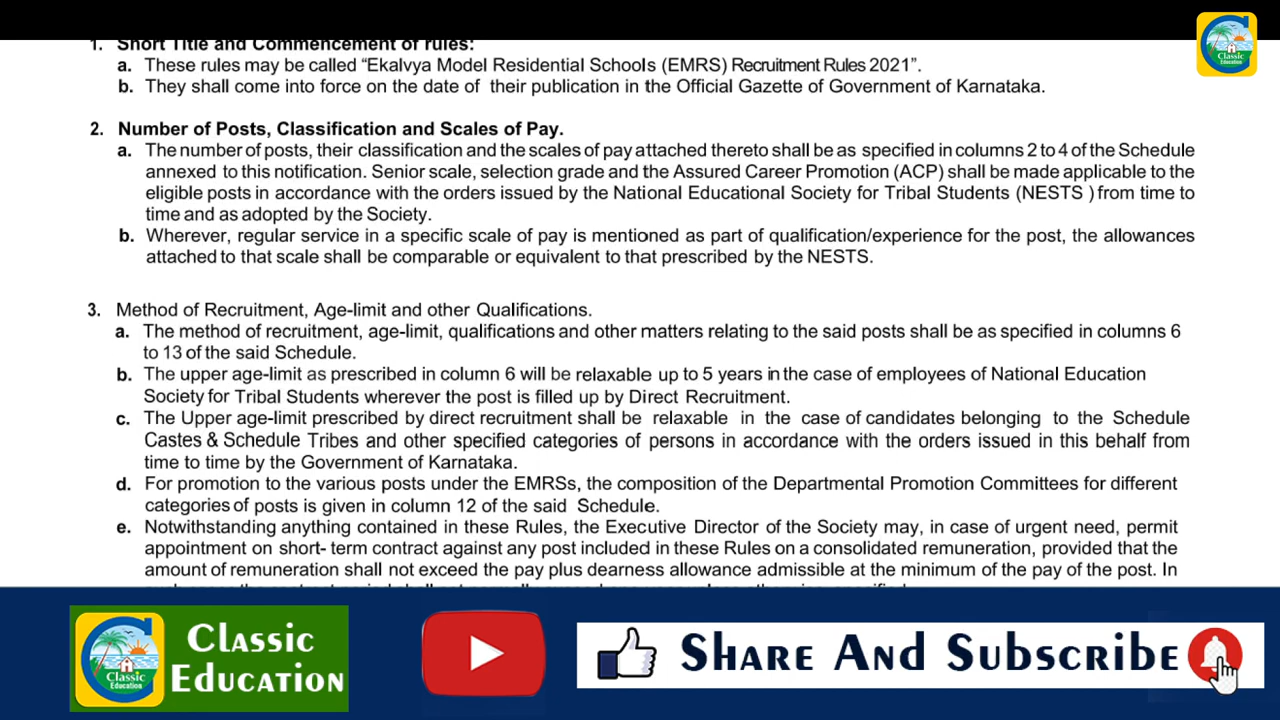 Classic
Education
1. Short Title and Commencement of rules:
a. These rules may be called “Ekalvya Model Residential Schools (EMRS) Recruitment Rules 2021”.
b. They shall come into force on the date of their publication in the Official Gazette of Government of Karnataka.
2. Number of Posts, Classification and Scales of Pay.
a. The number of posts, their classification and the scales of pay attached thereto shall be as specified in columns 2 to 4 of the Schedule
annexed to this notification. Senior scale, selection grade and the Assured Career Promotion (ACP) shall be made applicable to the
eligible posts in accordance with the orders issued by the National Educational Society for Tribal Students (NESTS ) from time to
time and as adopted by the Society.
b. Wherever, regular service in a specific scale of pay is mentioned as part of qualification/experience for the post, the allowances
attached to that scale shall be comparable or equivalent to that prescribed by the NESTS.
3. Method of Recruitment, Age-limit and other Qualifications.
a. The method of recruitment, age-limit, qualifications and other matters relating to the said posts shall be as specified in columns 6
to 13 of the said Schedule.
b. The upper age-limit as prescribed in column 6 will be relaxable up to 5 years in the case of employees of National Education
Society for Tribal Students wherever the post is filled up by Direct Recruitment.
c. The Upper age-limit prescribed by direct recruitment shall be relaxable in the case of candidates belonging to the Schedule
Castes & Schedule Tribes and other specified categories of persons in accordance with the orders issued in this behalf from
time to time by the Government of Karnataka.
d. For promotion to the various posts under the EMRSs, the composition of the Departmental Promotion Committees for different
categories of posts is given in column 12 of the said Schedule.
e. Notwithstanding anything contained in these Rules, the Executive Director of the Society may, in case of urgent need, permit
appointment on short- term contract against any post included in these Rules on a consolidated remuneration, provided that the
amount of remuneration shall not exceed the pay plus dearness allowance admissible at the minimum of the pay of the post. In
Classic
Education
Classic
Education
Share And Subscribe